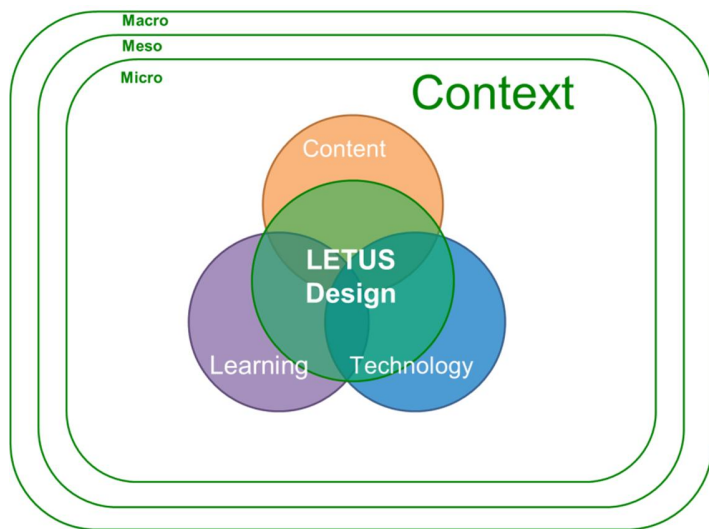 Macro
Meso
Micro
Context
Content
LETUS
Design
Learning
Technology